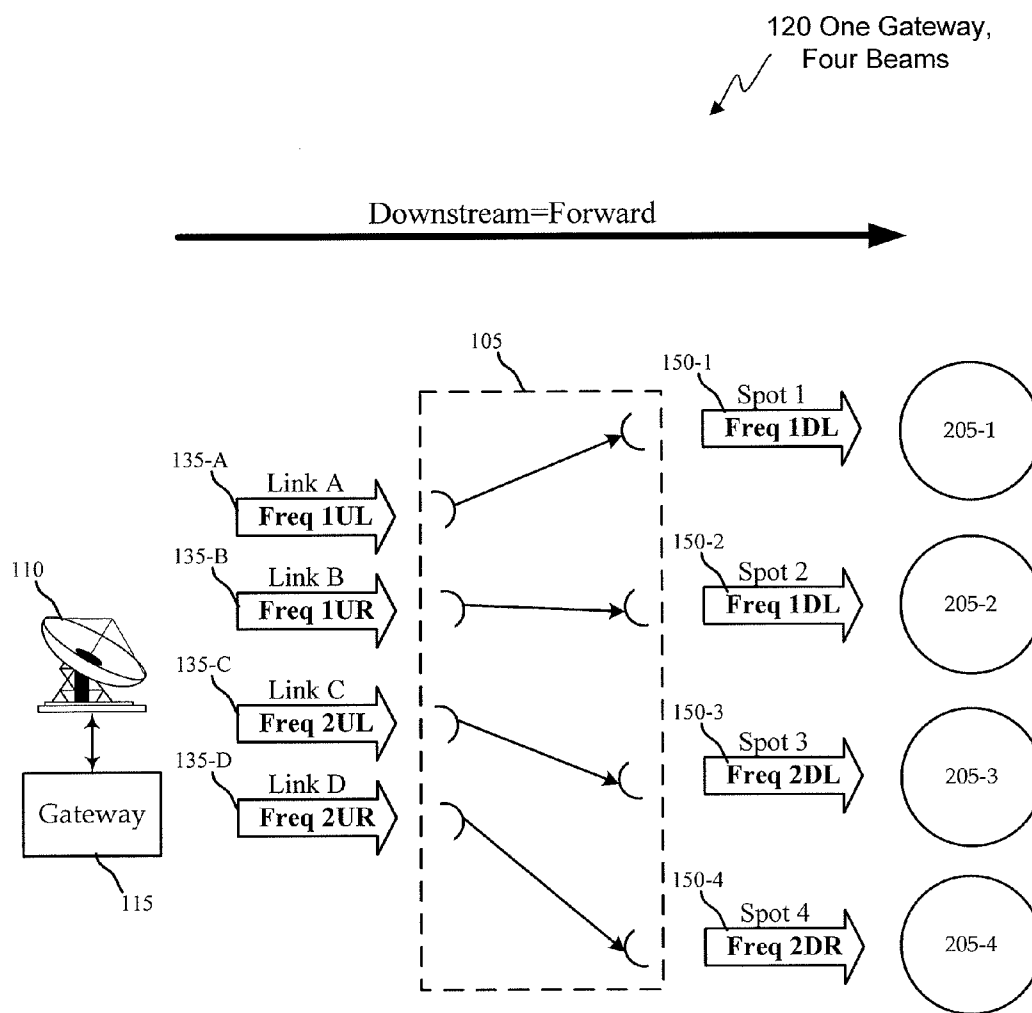 120 One Gateway,
Four Beams
Downstream=Forward
105
150-1
Spot 1
Freq 1DL
205-1
135-A
Link A
Freq 1UL
135-B
Link B
Freq 1UR
150-2
Spot 2
Freq 1DL
205-2
110
135-C
Link C
Freq 2UL
150-3
Spot 3
Freq 2DL
205-3
135-D
Link D
Freq 2UR
Gateway
115
150-4
Spot 4
Freq 2DR
205-4